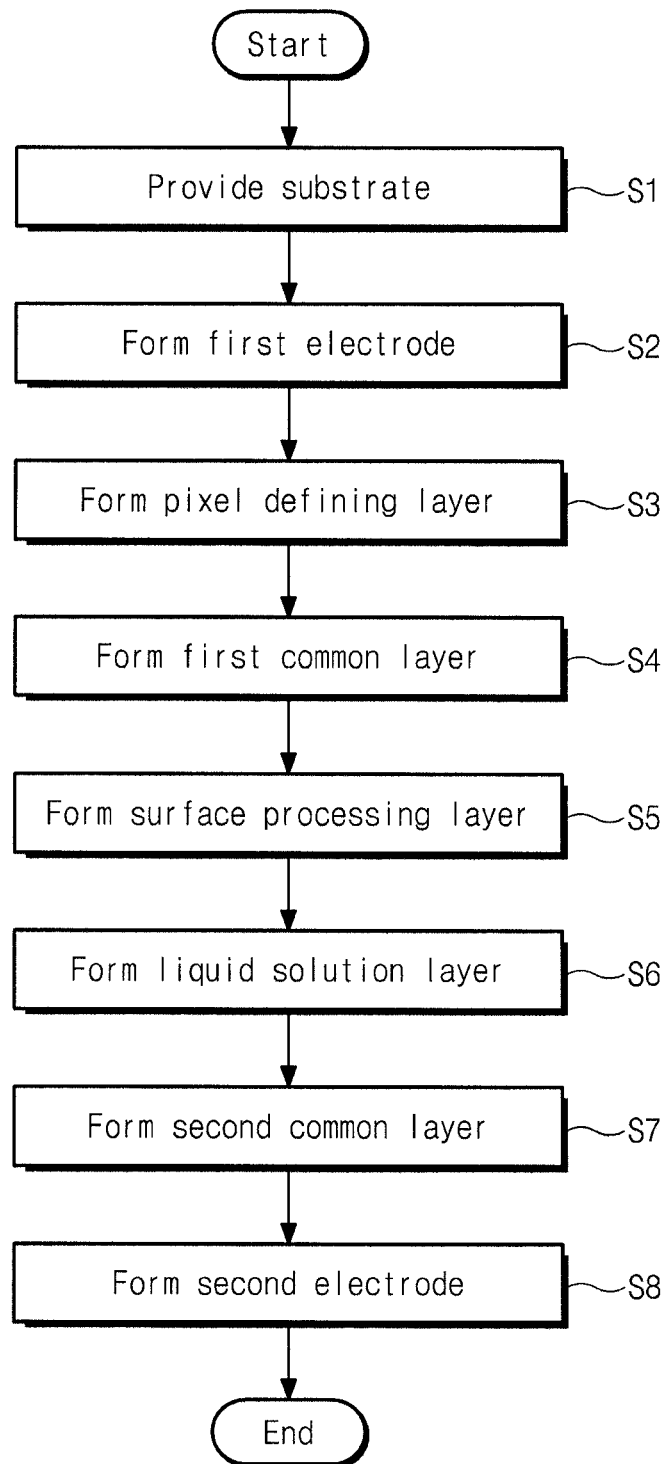 Start
Provide substrate S1
Form first electrode S2
Form pixel defining layer S3
Form first common layer S4
Form surface processing layer S5
Form liquid solution layer S6
Form second common layer S7
Form second electrode S8
End